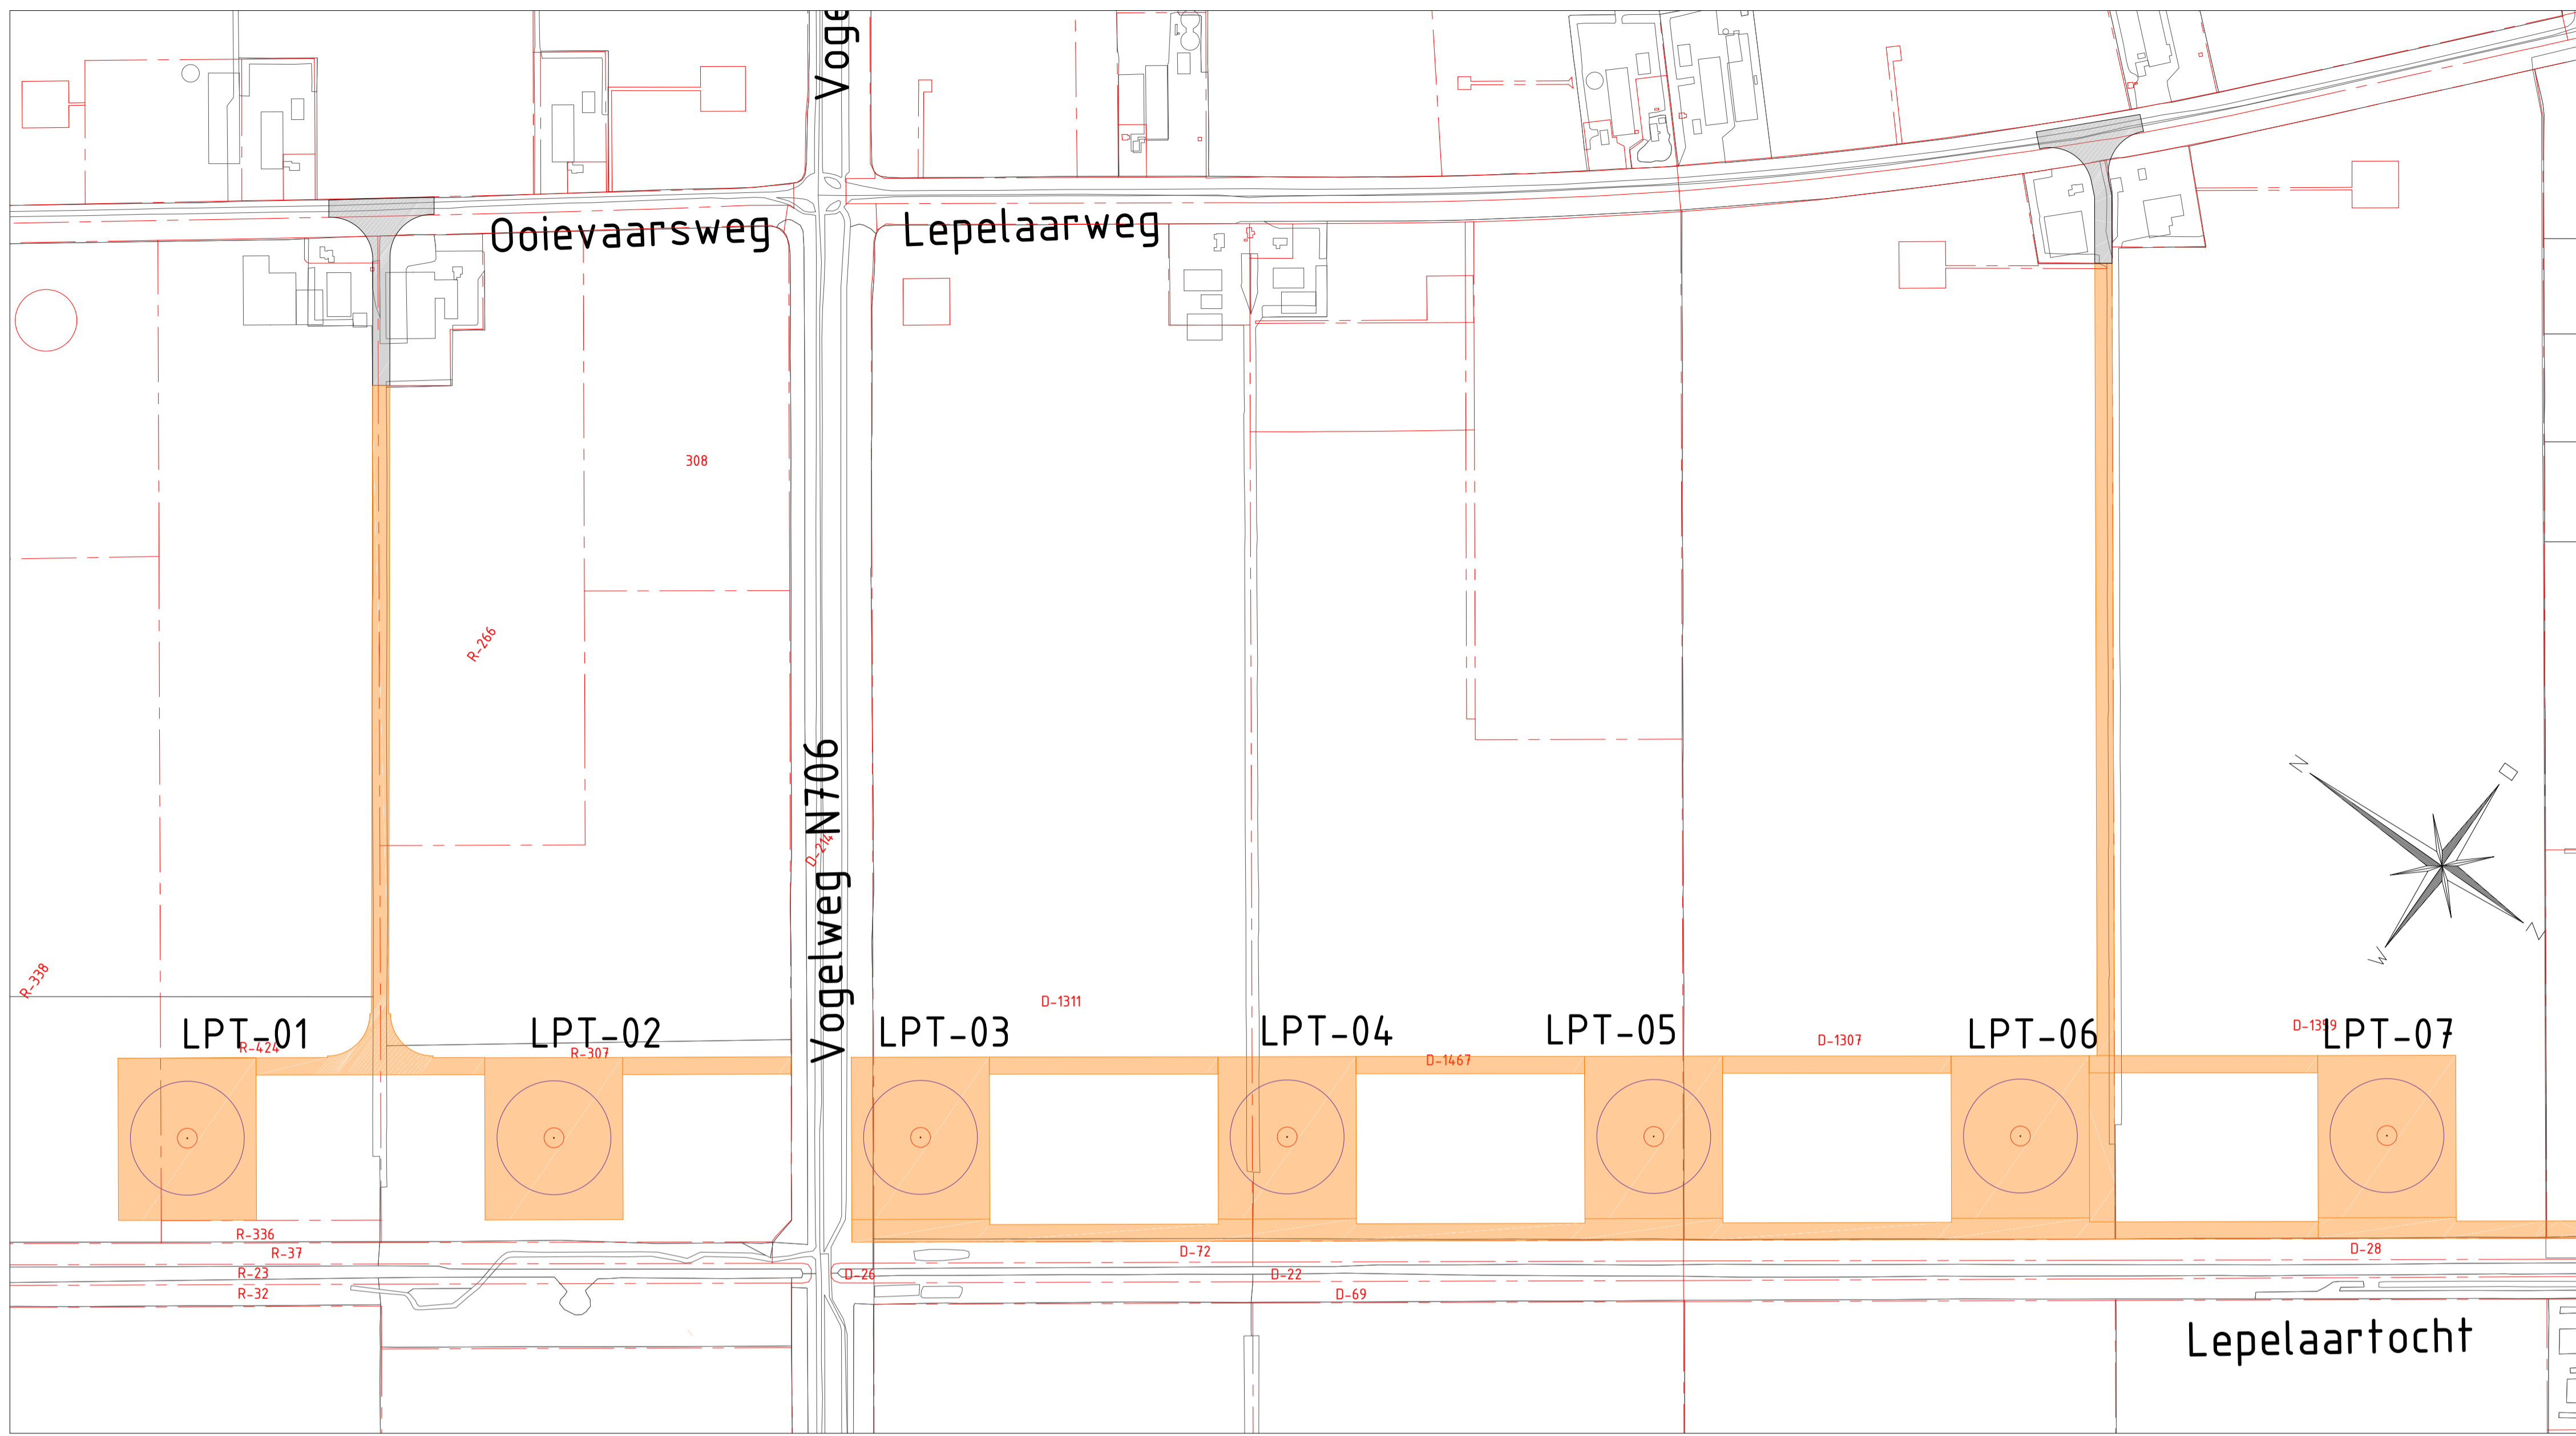 Voge
Ooievaarsweg
Lepelaarweg
308
R-266
Vogelweg N706
D-214
N
Z
W
R-338
D-1311
LPT-01
R-424
LPT-02
R-307
LPT-03
LPT-04
D-1467
LPT-05
D-1307
LPT-06
D-1359
LPT-07
R-336
R-37
R-23
R-32
D-72
D-26
D-22
D-69
D-28
Lepelaartocht